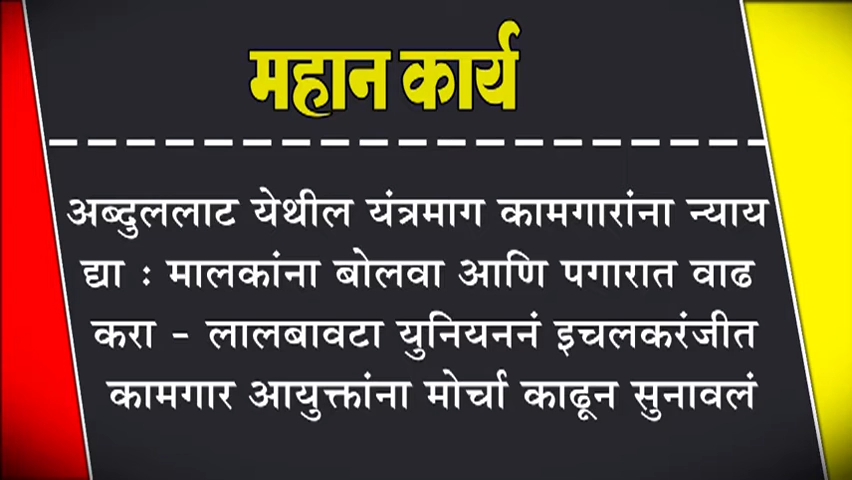 महान कार्य
अब्दुललाट येथील यंत्रमाग कामगारांना न्याय
द्या : मालकांना बोलवा आणि पगारात वाढ
करा - लालबावटा युनियननं इचलकरंजीत
कामगार आयुक्तांना मोर्चा काढून सुनावलं